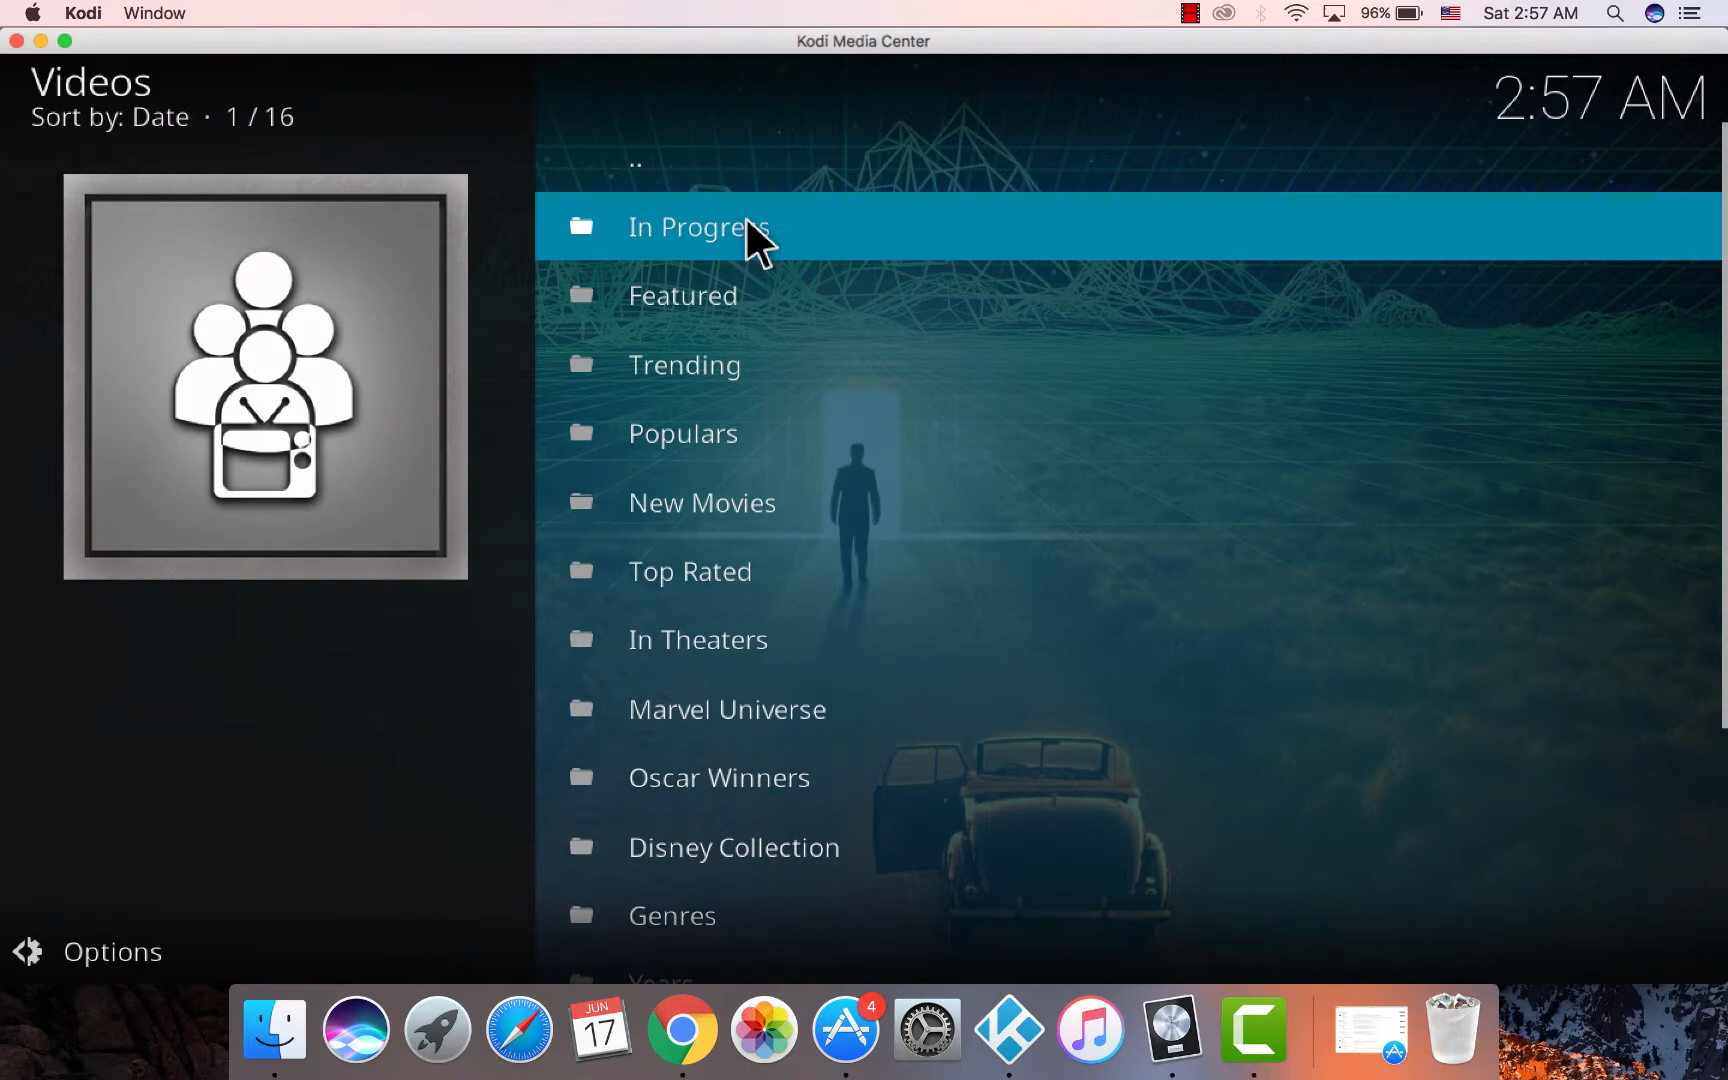 Kodi Window
96% Sat 2:57 AM
Kodi Media Center
Videos
Sort by: Date · 1 / 16
2:57 AM
..
In Progress
Featured
Trending
Populars
New Movies
Top Rated
In Theaters
Marvel Universe
Oscar Winners
Disney Collection
Genres
Years
Options
JUN
17
4